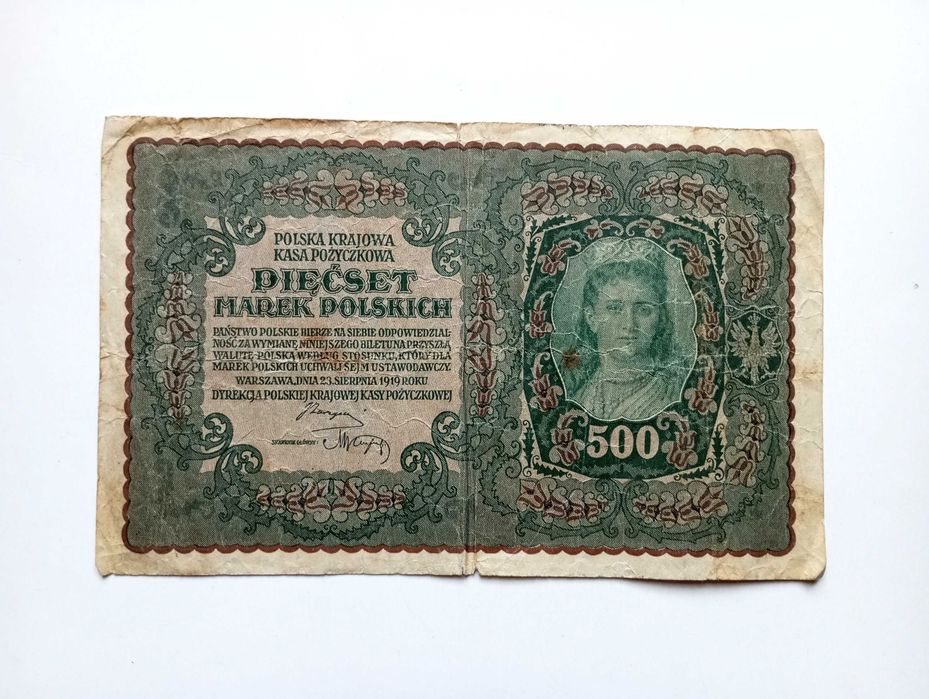 POLSKA KRAJOWA
KASA POŻYCZKOWA
PIĘĆSET
MAREK POLSKICH
PAŃSTWO POLSKIE BIERZE NA SIEBIE ODPOWIEDZIAL
NOŚĆ ZA WYMIANĘ NINIEJSZEGO BILETU NA PRZYSZŁĄ
WALUTĘ POLSKĄ WEDŁUG STOSUNKU, KTÓRY DLA
MAREK POLSKICH UCHWALI SEJM USTAWODAWCZY.
WARSZAWA, DNIA 23. SIERPNIA 1919 ROKU
DYREKCJA POLSKIEJ KRAJOWEJ KASY POŻYCZKOWEJ
SKARBNIK GŁÓWNY:
500